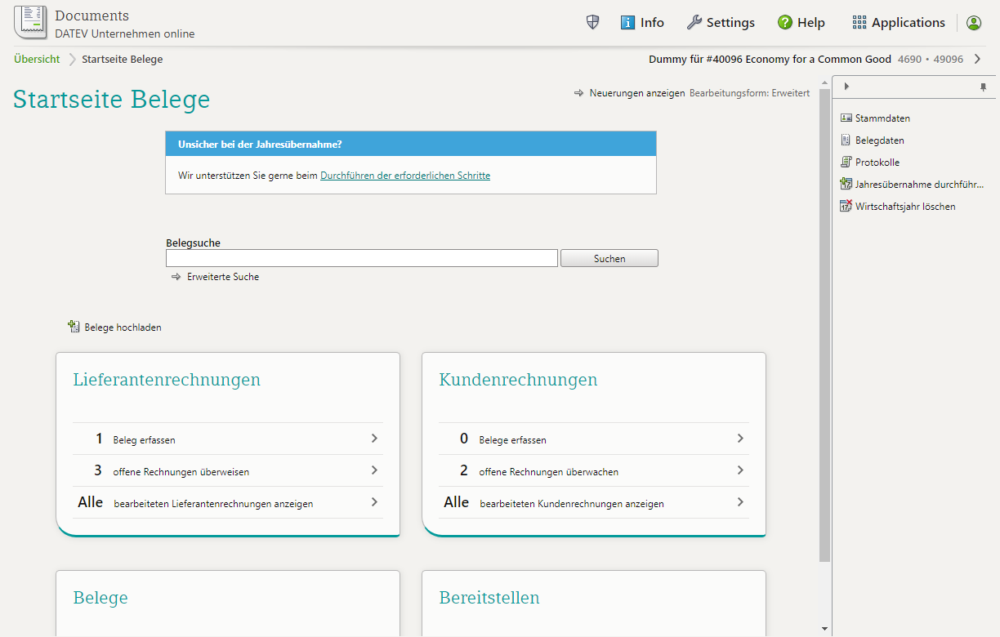 Documents
DATEV Unternehmen online
Info
Settings
Help
Applications
Übersicht
Startseite Belege
Dummy für #40096 Economy for a Common Good 4690 • 49096
Startseite Belege
Neuerungen anzeigen Bearbeitungsform: Erweitert
Unsicher bei der Jahresübernahme?
Wir unterstützen Sie gerne beim Durchführen der erforderlichen Schritte
Belegsuche
Suchen
Erweiterte Suche
Belege hochladen
Lieferantenrechnungen
1 Beleg erfassen
3 offene Rechnungen überweisen
Alle bearbeiteten Lieferantenrechnungen anzeigen
Kundenrechnungen
0 Belege erfassen
2 offene Rechnungen überwachen
Alle bearbeiteten Kundenrechnungen anzeigen
Belege
Bereitstellen
Stammdaten
Belegdaten
Protokolle
Jahresübernahme durchführ...
Wirtschaftsjahr löschen